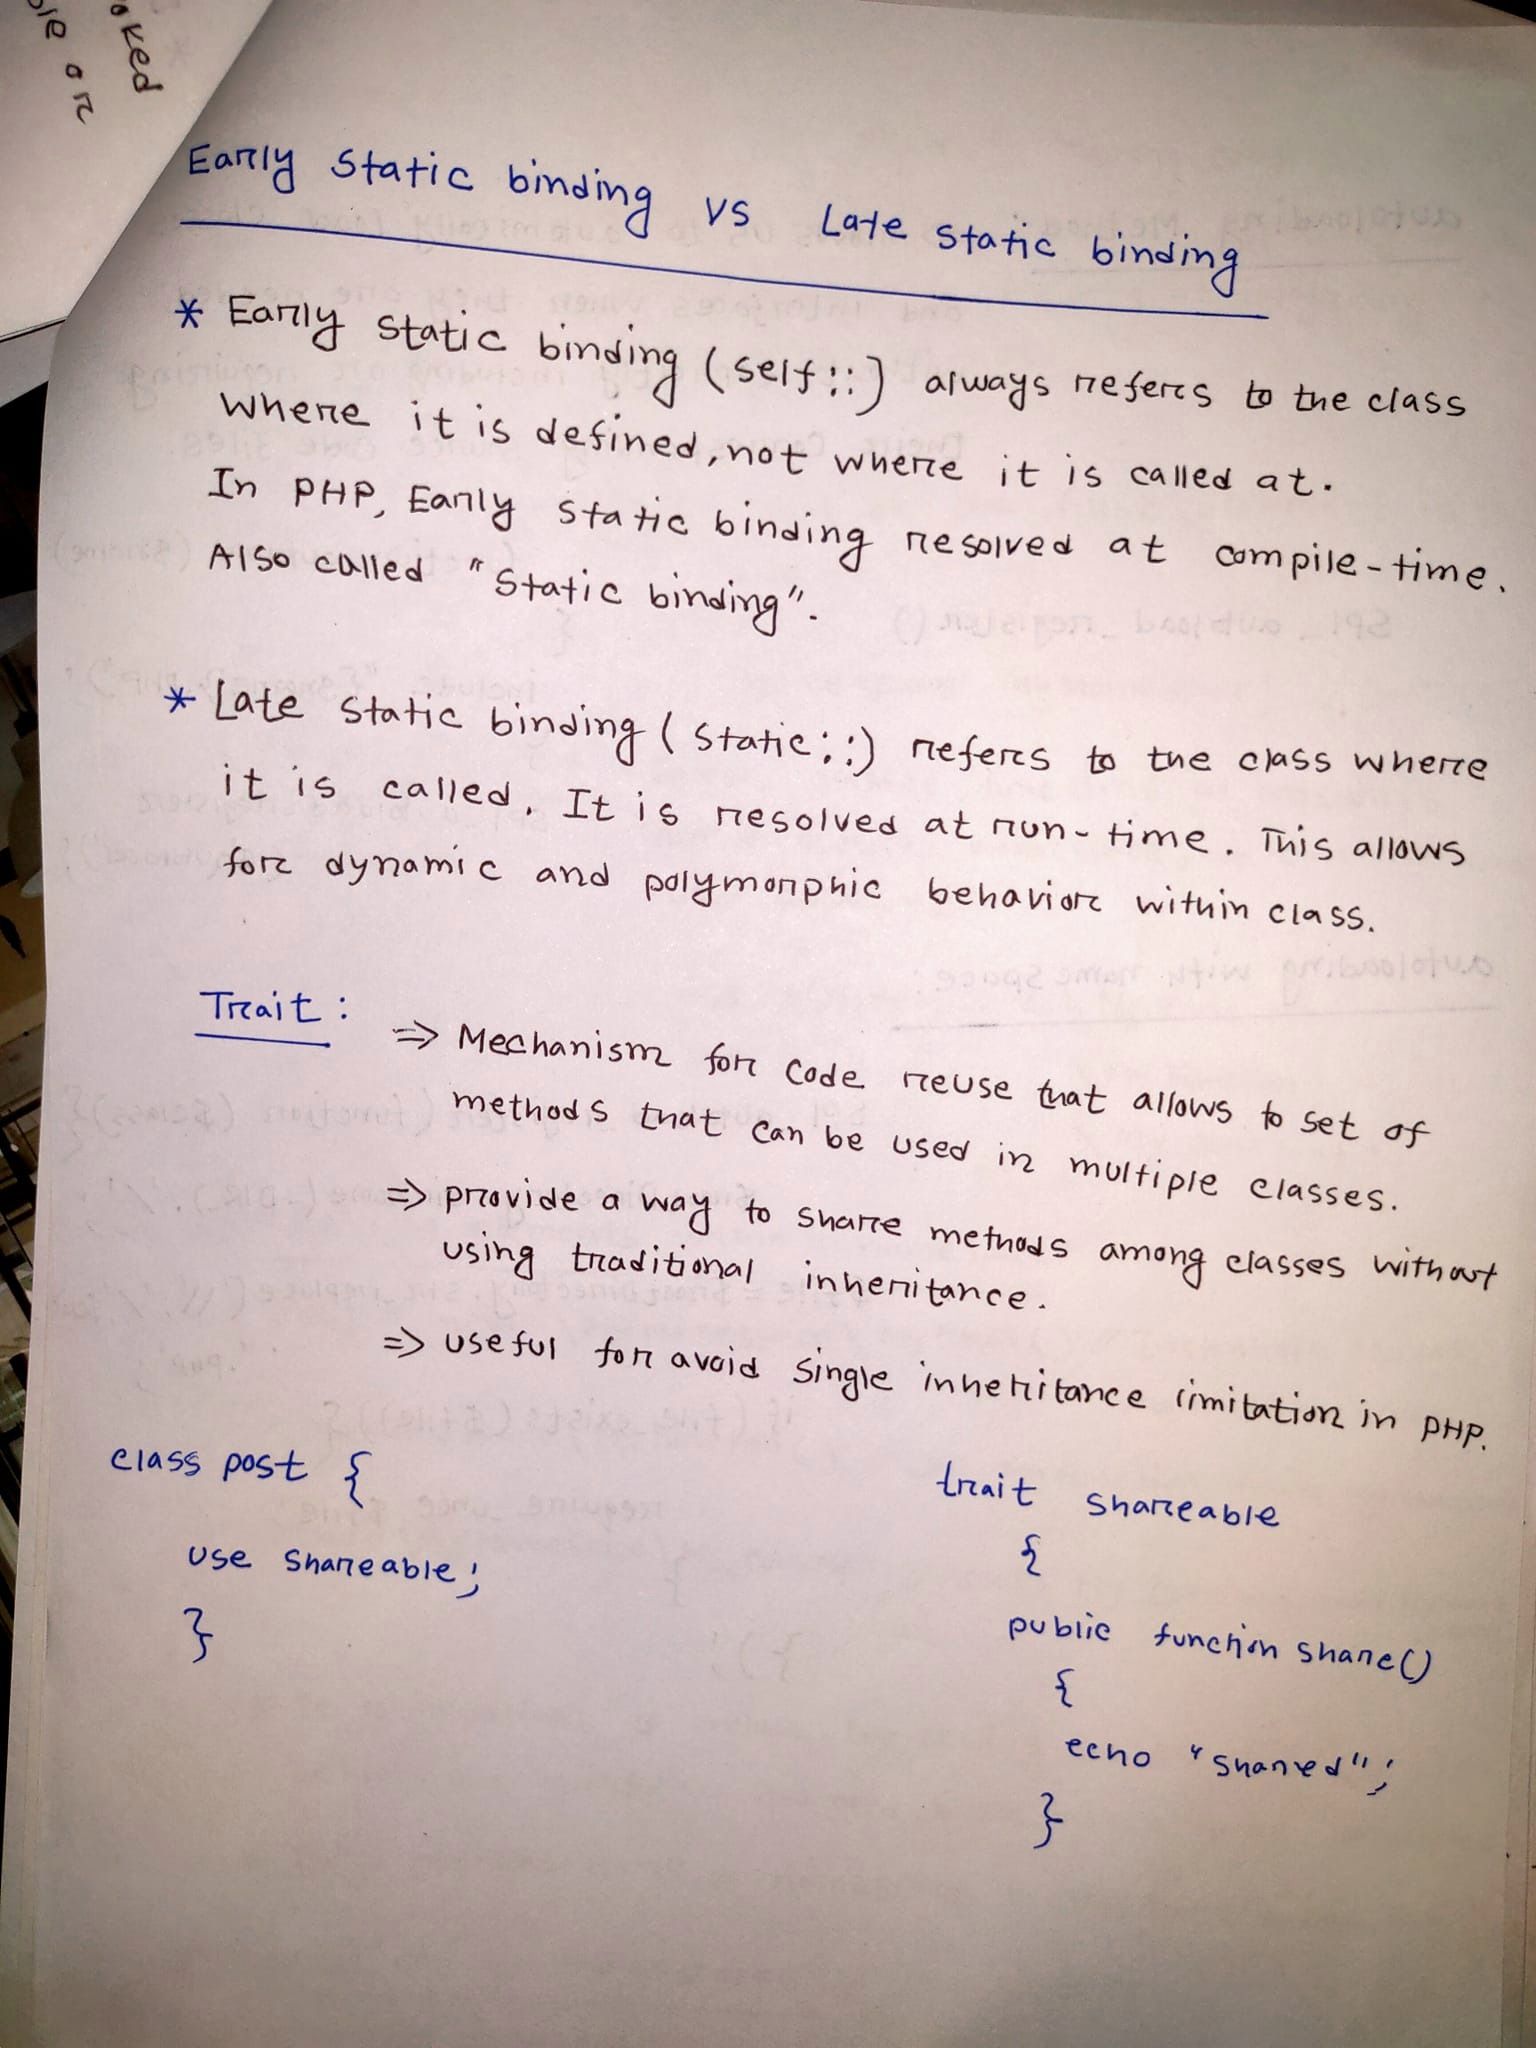 oked
ole or
Early Static binding vs Late Static binding
* Early Static binding (self::) always refers to the class
where it is defined, not where it is called at.
In PHP, Early Static binding resolved at compile-time.
Also called "Static binding".
* Late Static binding (Static::) refers to the class where
it is called. It is resolved at run-time. This allows
for dynamic and polymorphic behavior within class.
Trait:
=> Mechanism for Code reuse that allows to set of
methods that can be used in multiple classes.
=> provide a way to share methods among classes without
using traditional inheritance.
=> useful for avoid Single inheritance limitation in PHP.
class post {
use Shareable;
}
trait Shareable
{
public function share()
{
echo "Shared";
}